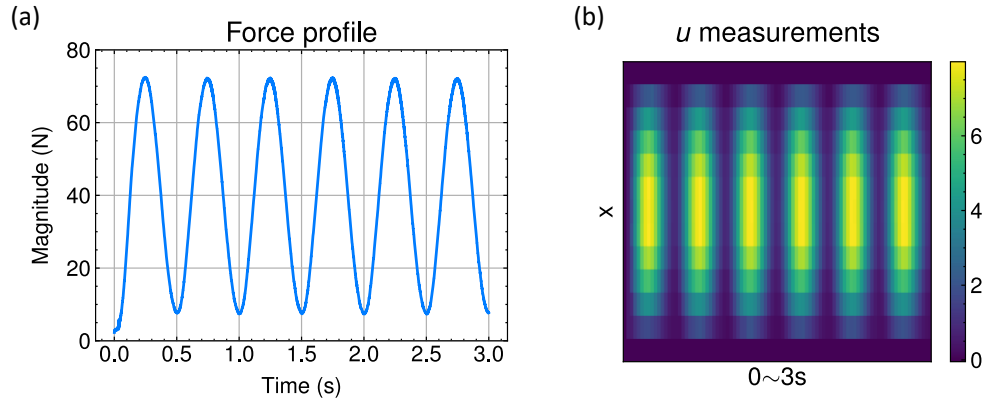 (a)
Force profile
Magnitude (N)
80
60
40
20
0
0.0 0.5 1.0 1.5 2.0 2.5 3.0
Time (s)
(b)
u measurements
x
0~3s
6
4
2
0